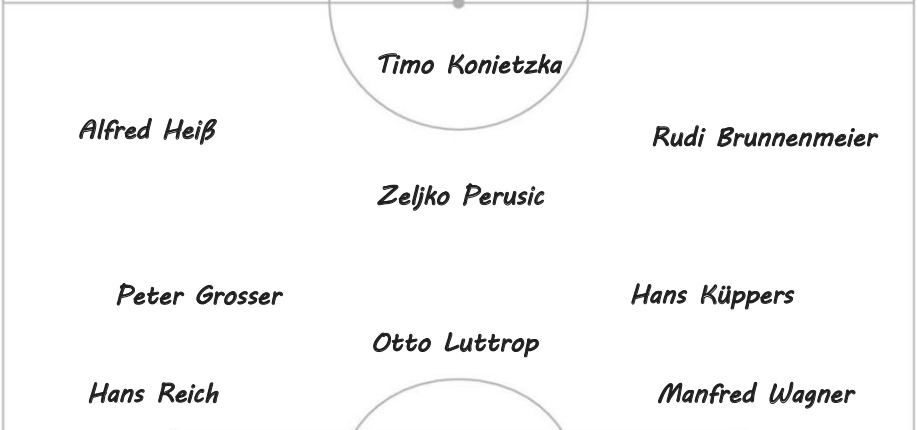 Timo Konietzka
Alfred Heiß
Rudi Brunnenmeier
Zeljko Perusic
Peter Grosser
Hans Küppers
Otto Luttrop
Hans Reich
Manfred Wagner